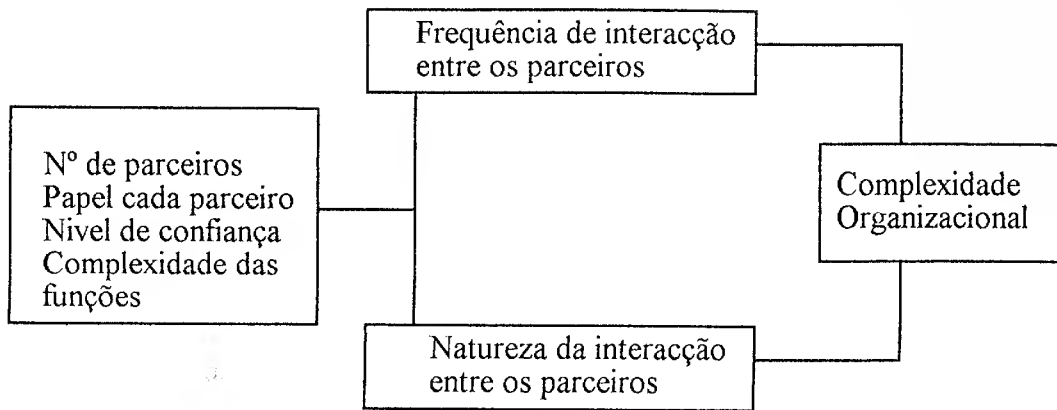 Frequência de interacção
entre os parceiros
Nº de parceiros
Papel cada parceiro
Nivel de confiança
Complexidade das
funções
Complexidade
Organizacional
Natureza da interacção
entre os parceiros